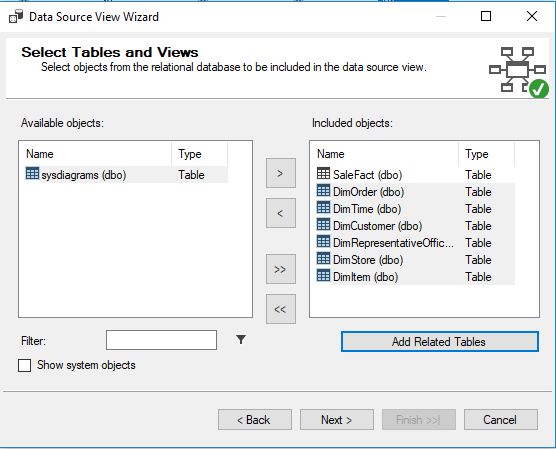 Data Source View Wizard
Select Tables and Views
Select objects from the relational database to be included in the data source view.
Available objects:
Included objects:
Name Type
sysdiagrams (dbo) Table
>
<
>>
<<
Name Type
SaleFact (dbo) Table
DimOrder (dbo) Table
DimTime (dbo) Table
DimCustomer (dbo) Table
DimRepresentativeOffic... Table
DimStore (dbo) Table
DimItem (dbo) Table
Filter:
Add Related Tables
Show system objects
< Back Next > Finish >>| Cancel